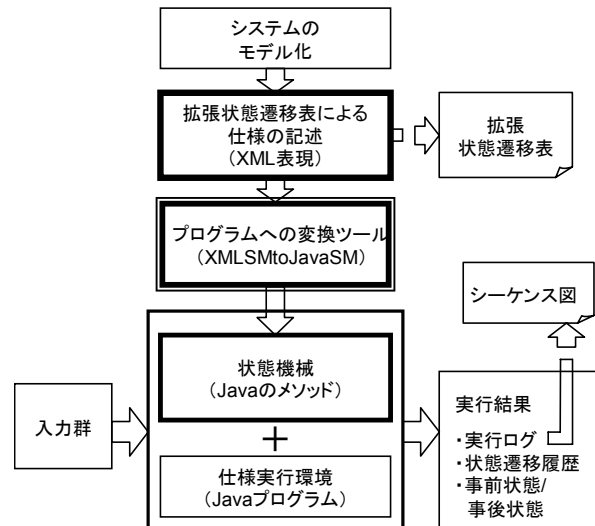 システムの
モデル化
拡張状態遷移表による
仕様の記述
(XML表現)
拡張
状態遷移表
プログラムへの変換ツール
(XMLSMtoJavaSM)
シーケンス図
状態機械
(Javaのメソッド)
入力群
+
仕様実行環境
(Javaプログラム)
実行結果
・実行ログ
・状態遷移履歴
・事前状態/
事後状態